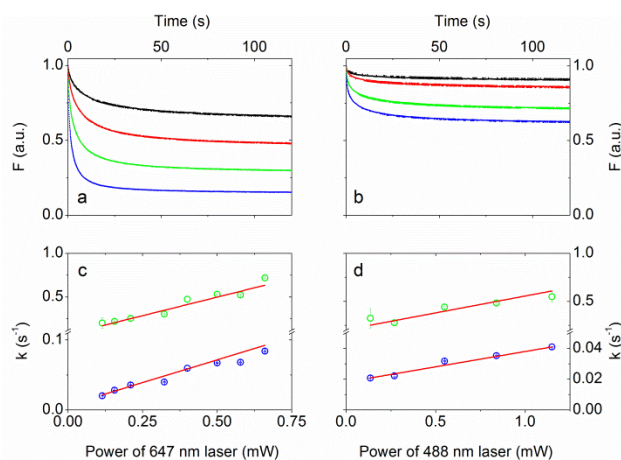 Time (s)
Time (s)
0 50 100
0 50 100
1.0
0.5
0.0
F (a.u.)
a
1.0
0.5
0.0
F (a.u.)
b
1.0
0.5
0.1
0.0
k (s⁻¹)
c
1.0
0.5
0.04
0.02
0.00
k (s⁻¹)
d
0.00 0.25 0.50 0.75
0.0 0.5 1.0
Power of 647 nm laser (mW)
Power of 488 nm laser (mW)